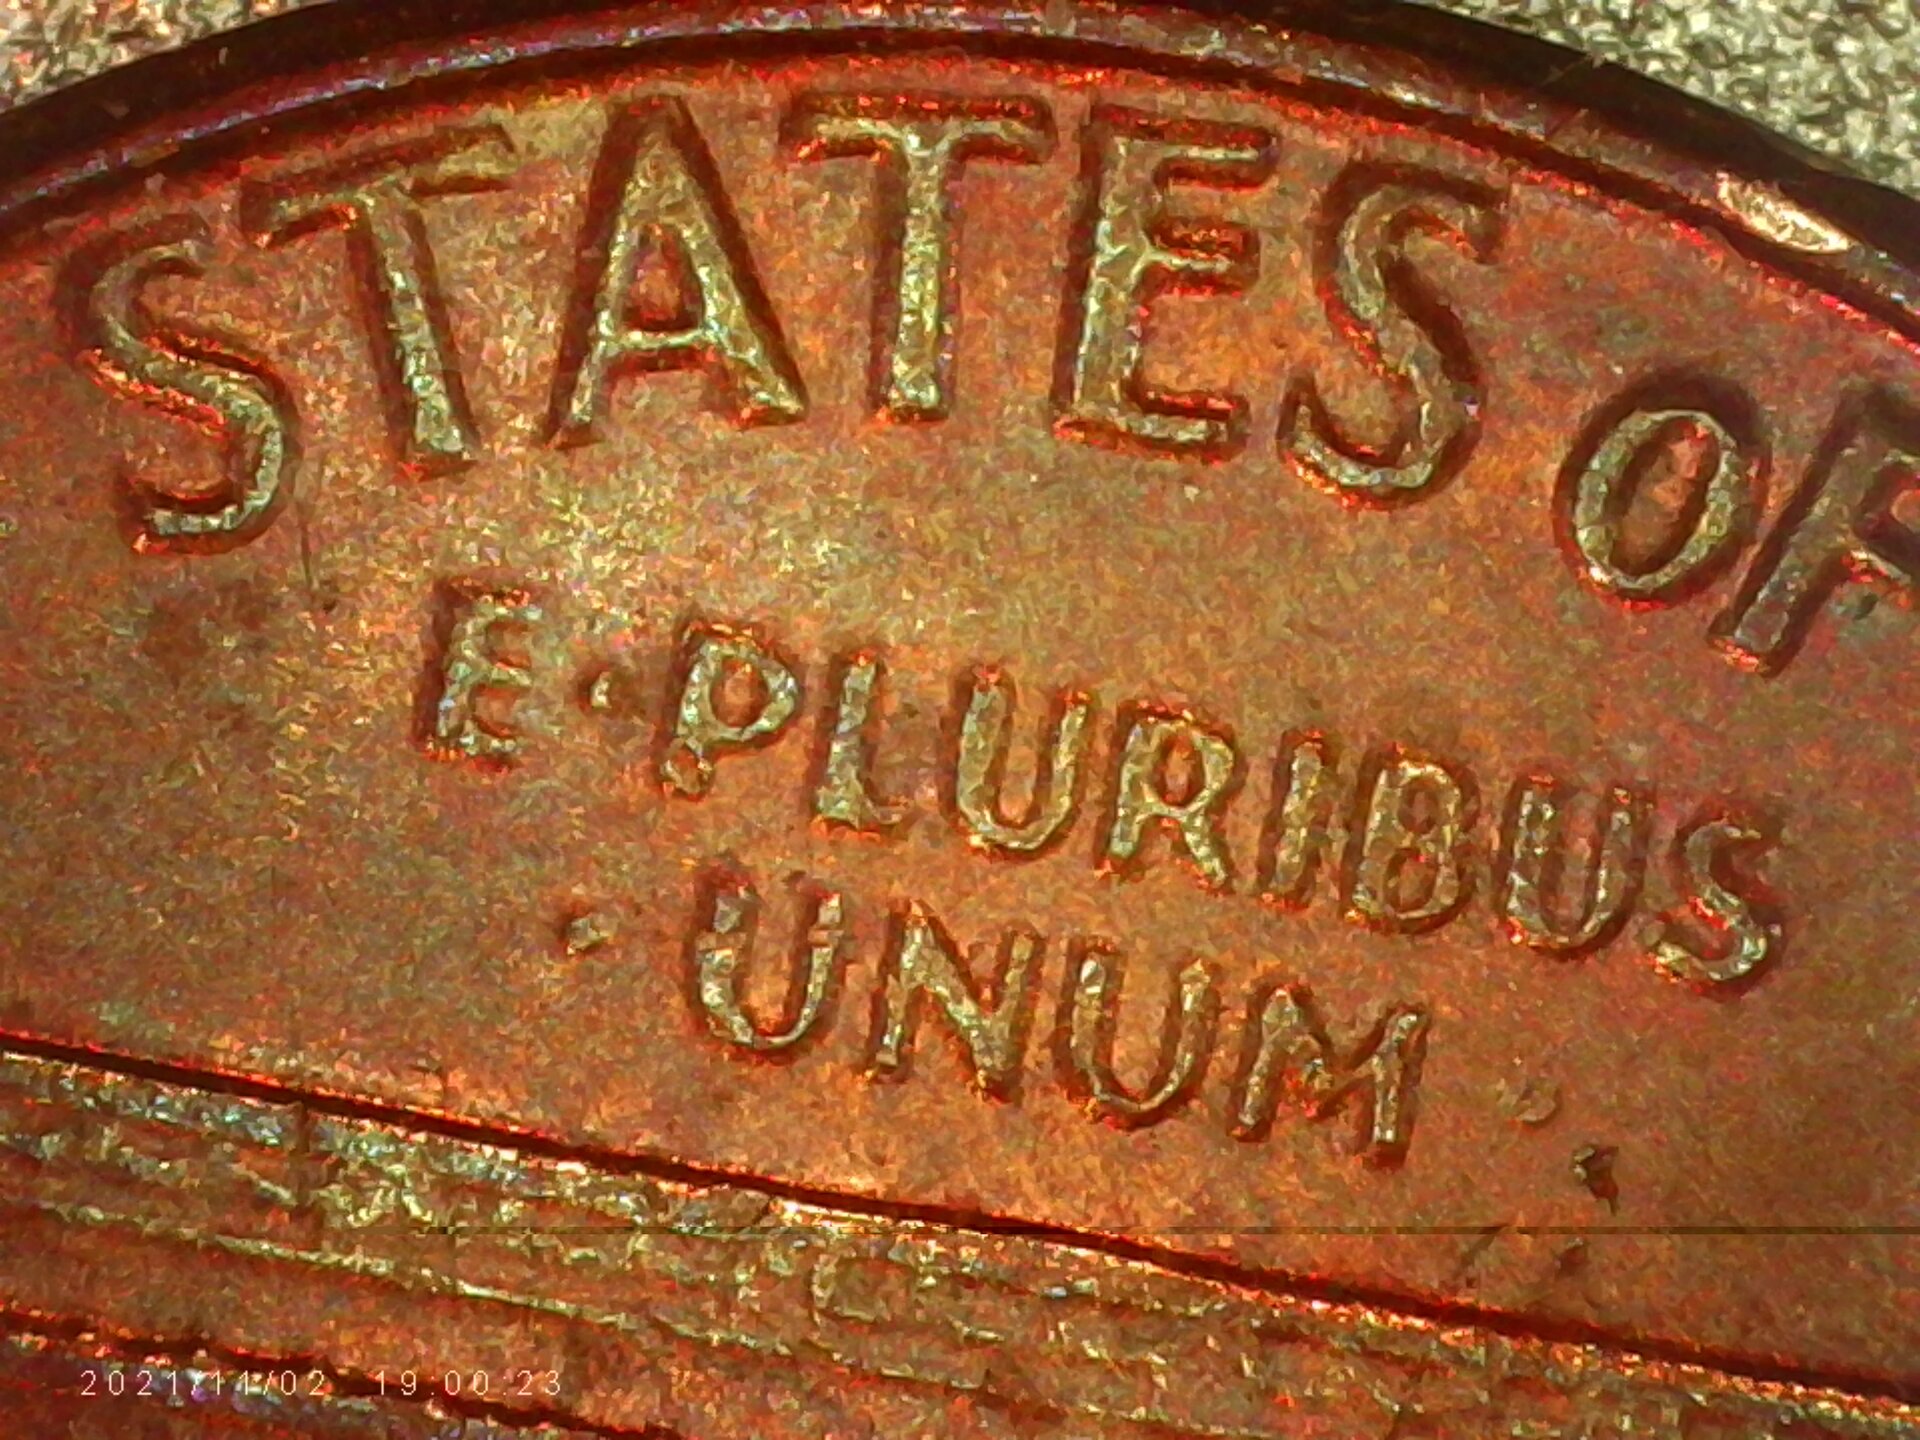 STATES OF
E·PLURIBUS
·UNUM
2021/11/02 19:00:23